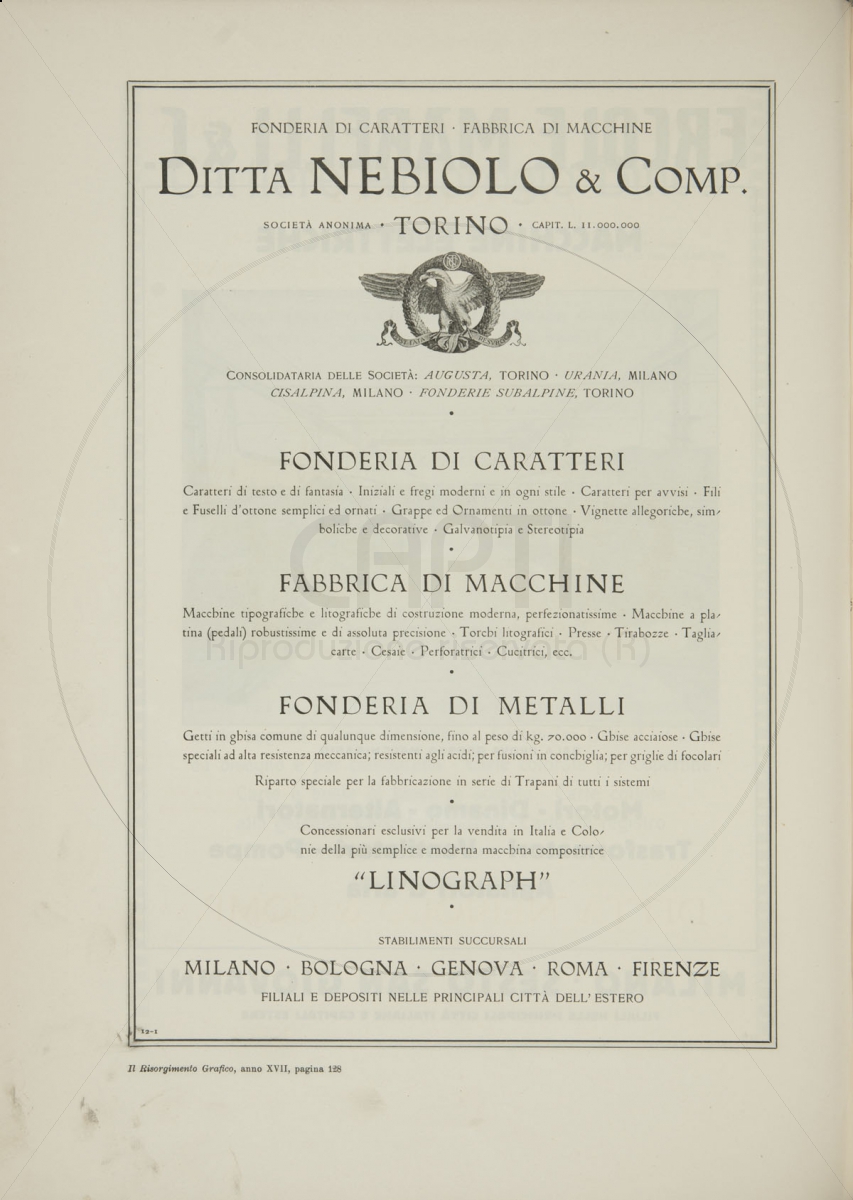 FONDERIA DI CARATTERI · FABBRICA DI MACCHINE
DITTA NEBIOLO & COMP.
SOCIETÀ ANONIMA · TORINO · CAPIT. L. 11.000.000
CONSOLIDATARIA DELLE SOCIETÀ: AUGUSTA, TORINO · URANIA, MILANO
CISALPINA, MILANO · FONDERIE SUBALPINE, TORINO
FONDERIA DI CARATTERI
Caratteri di testo e di fantasia · Iniziali e fregi moderni e in ogni stile · Caratteri per avvisi · Fili
e Fuselli d'ottone semplici ed ornati · Grappe ed Ornamenti in ottone · Vignette allegoriche, sim-
boliche e decorative · Galvanotipia e Stereotipia
CAPTI
FABBRICA DI MACCHINE
Macchine tipografiche e litografiche di costruzione moderna, perfezionatissime · Macchine a pla-
tina (pedali) robustissime e di assoluta precisione · Torchi litografici · Presse · Tirabozze · Taglia-
carte · Cesoie · Perforatrici · Cucitrici, ecc.
Riproduzione riservata (R)
FONDERIA DI METALLI
Getti in ghisa comune di qualunque dimensione, fino al peso di kg. 70.000 · Ghise acciaiose · Ghise
speciali ad alta resistenza meccanica; resistenti agli acidi; per fusioni in conchiglia; per griglie di focolari
Riparto speciale per la fabbricazione in serie di Trapani di tutti i sistemi
Concessionari esclusivi per la vendita in Italia e Colo-
nie della più semplice e moderna macchina compositrice
"LINOGRAPH"
STABILIMENTI SUCCURSALI
MILANO · BOLOGNA · GENOVA · ROMA · FIRENZE
FILIALI E DEPOSITI NELLE PRINCIPALI CITTÀ DELL'ESTERO
12-1
Il Risorgimento Grafico, anno XVII, pagina 128